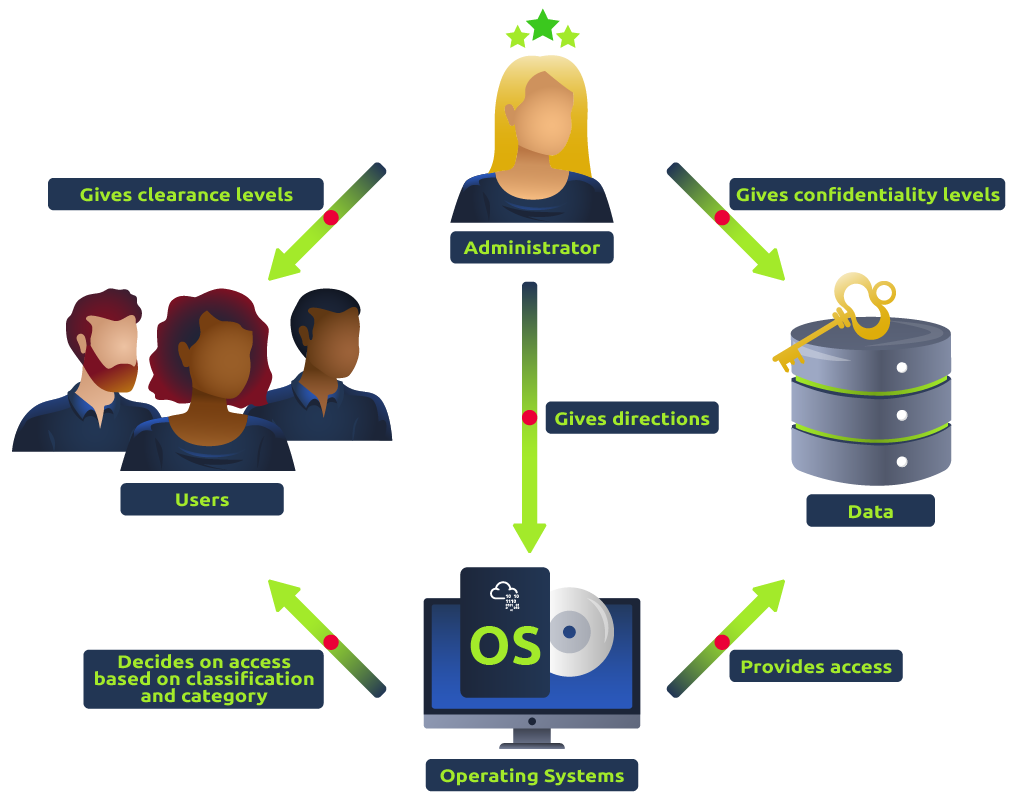 Gives clearance levels
Gives confidentiality levels
Administrator
Gives directions
Users
Data
OS
Decides on access
based on classification
and category
Provides access
Operating Systems